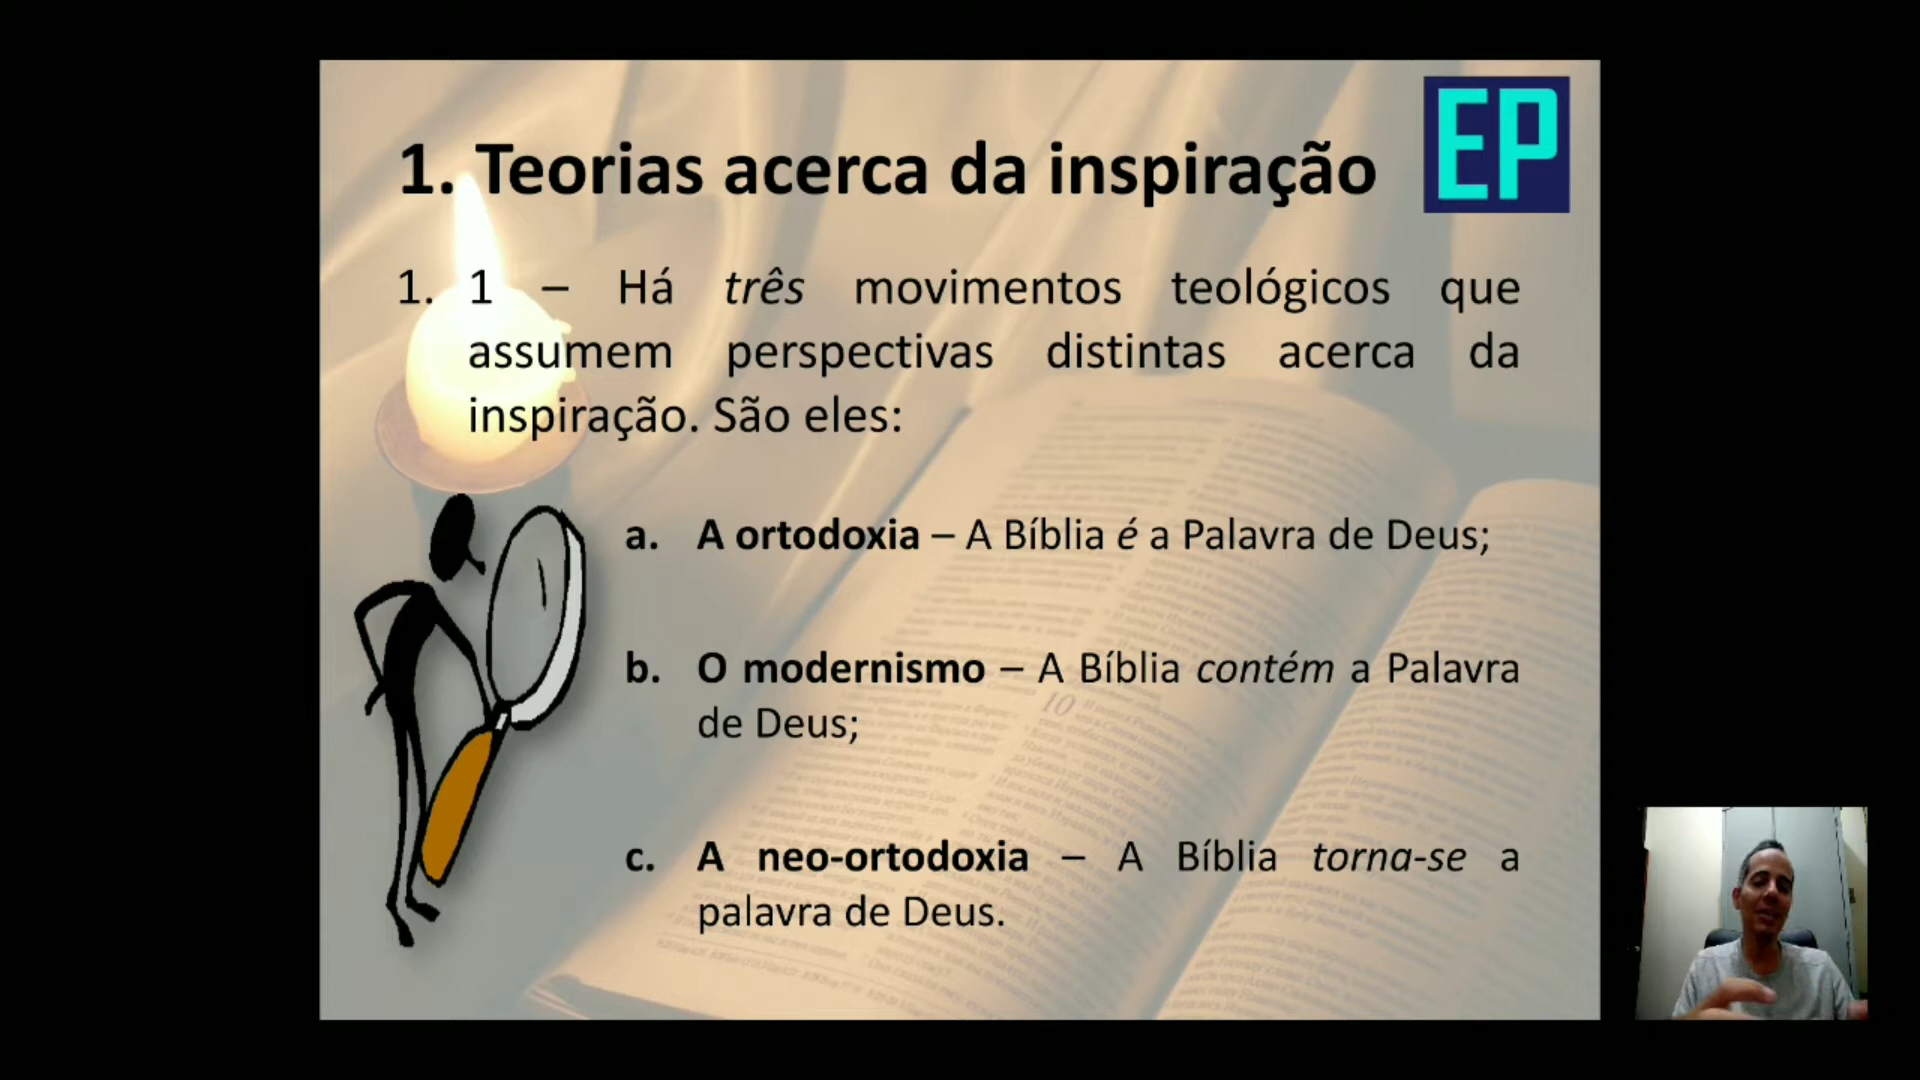 EP
1. Teorias acerca da inspiração
1. 1 – Há três movimentos teológicos que
assumem perspectivas distintas acerca da
inspiração. São eles:
a. A ortodoxia – A Bíblia é a Palavra de Deus;
b. O modernismo – A Bíblia contém a Palavra
de Deus;
10
c. A neo-ortodoxia – A Bíblia torna-se a
palavra de Deus.